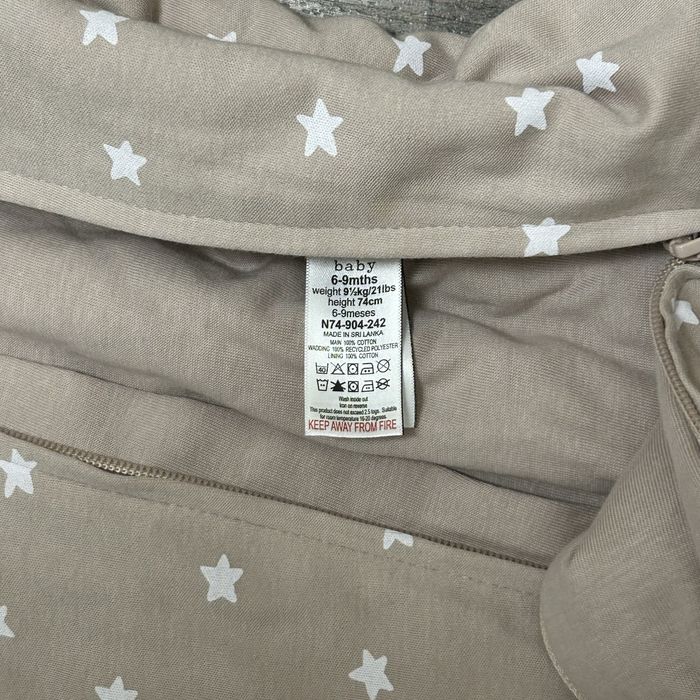 baby
6-9mths
weight 9½kg/21lbs
height 74cm
6-9meses
N74-904-242
MADE IN SRI LANKA
MAIN 100% COTTON
WADDING 100% RECYCLED POLYESTER
LINING 100% COTTON
40
Wash inside out
Iron on reverse
This product does not exceed 2.5 togs. Suitable
for room temperature 16-20 degrees.
KEEP AWAY FROM FIRE